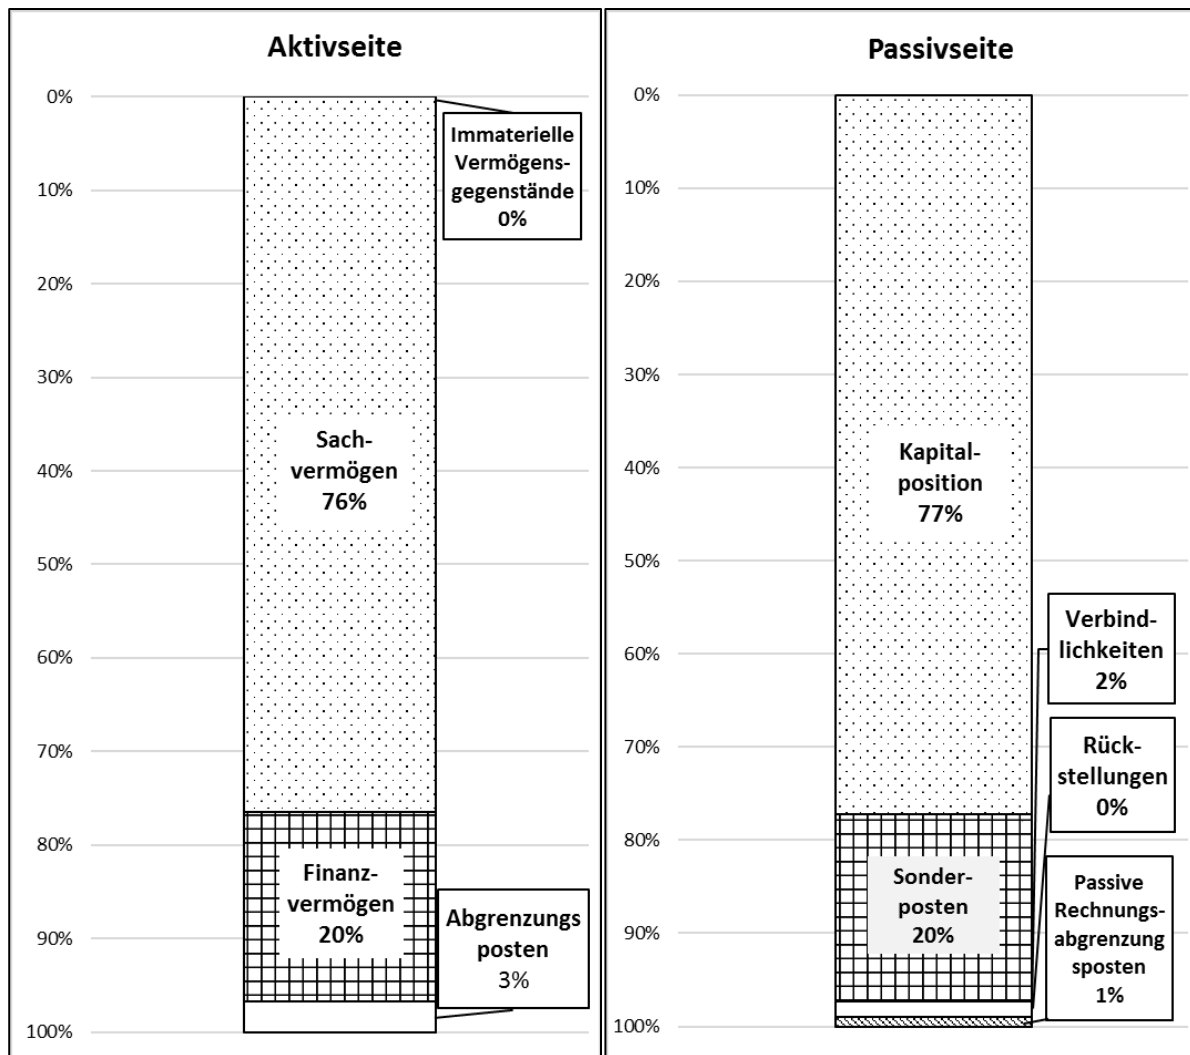 Aktivseite
0%
10%
20%
30%
40%
50%
60%
70%
80%
90%
100%
Immaterielle
Vermögens-
gegenstände
0%
Sach-
vermögen
76%
Finanz-
vermögen
20%
Abgrenzungs
posten
3%
Passivseite
0%
10%
20%
30%
40%
50%
60%
70%
80%
90%
100%
Kapital-
position
77%
Verbind-
lichkeiten
2%
Rück-
stellungen
0%
Sonder-
posten
20%
Passive
Rechnungs-
abgrenzung
sposten
1%